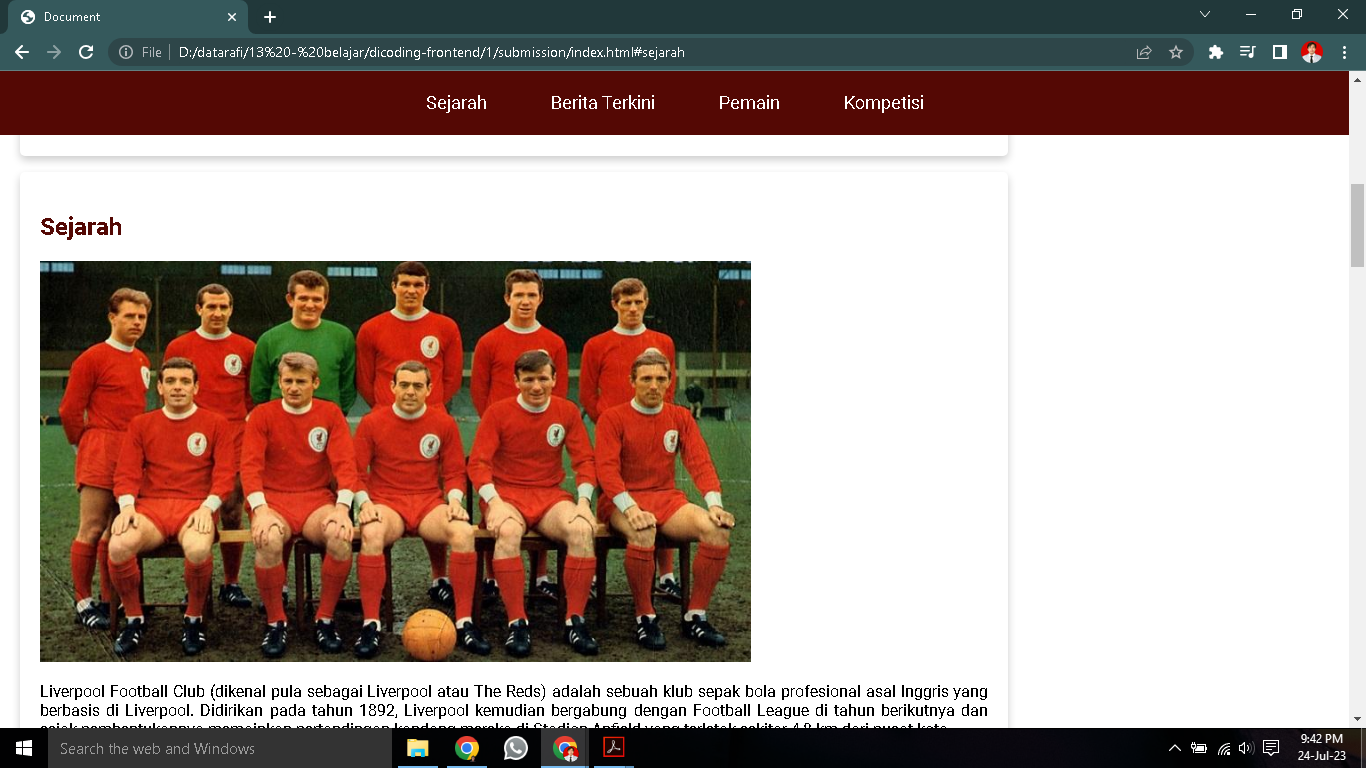 Document
File
D:/datarafi/13%20-%20belajar/dicoding-frontend/1/submission/index.html#sejarah
Sejarah Berita Terkini Pemain Kompetisi
Sejarah
Liverpool Football Club (dikenal pula sebagai Liverpool atau The Reds) adalah sebuah klub sepak bola profesional asal Inggris yang
berbasis di Liverpool. Didirikan pada tahun 1892, Liverpool kemudian bergabung dengan Football League di tahun berikutnya dan
Search the web and Windows
9:42 PM
24-Jul-23